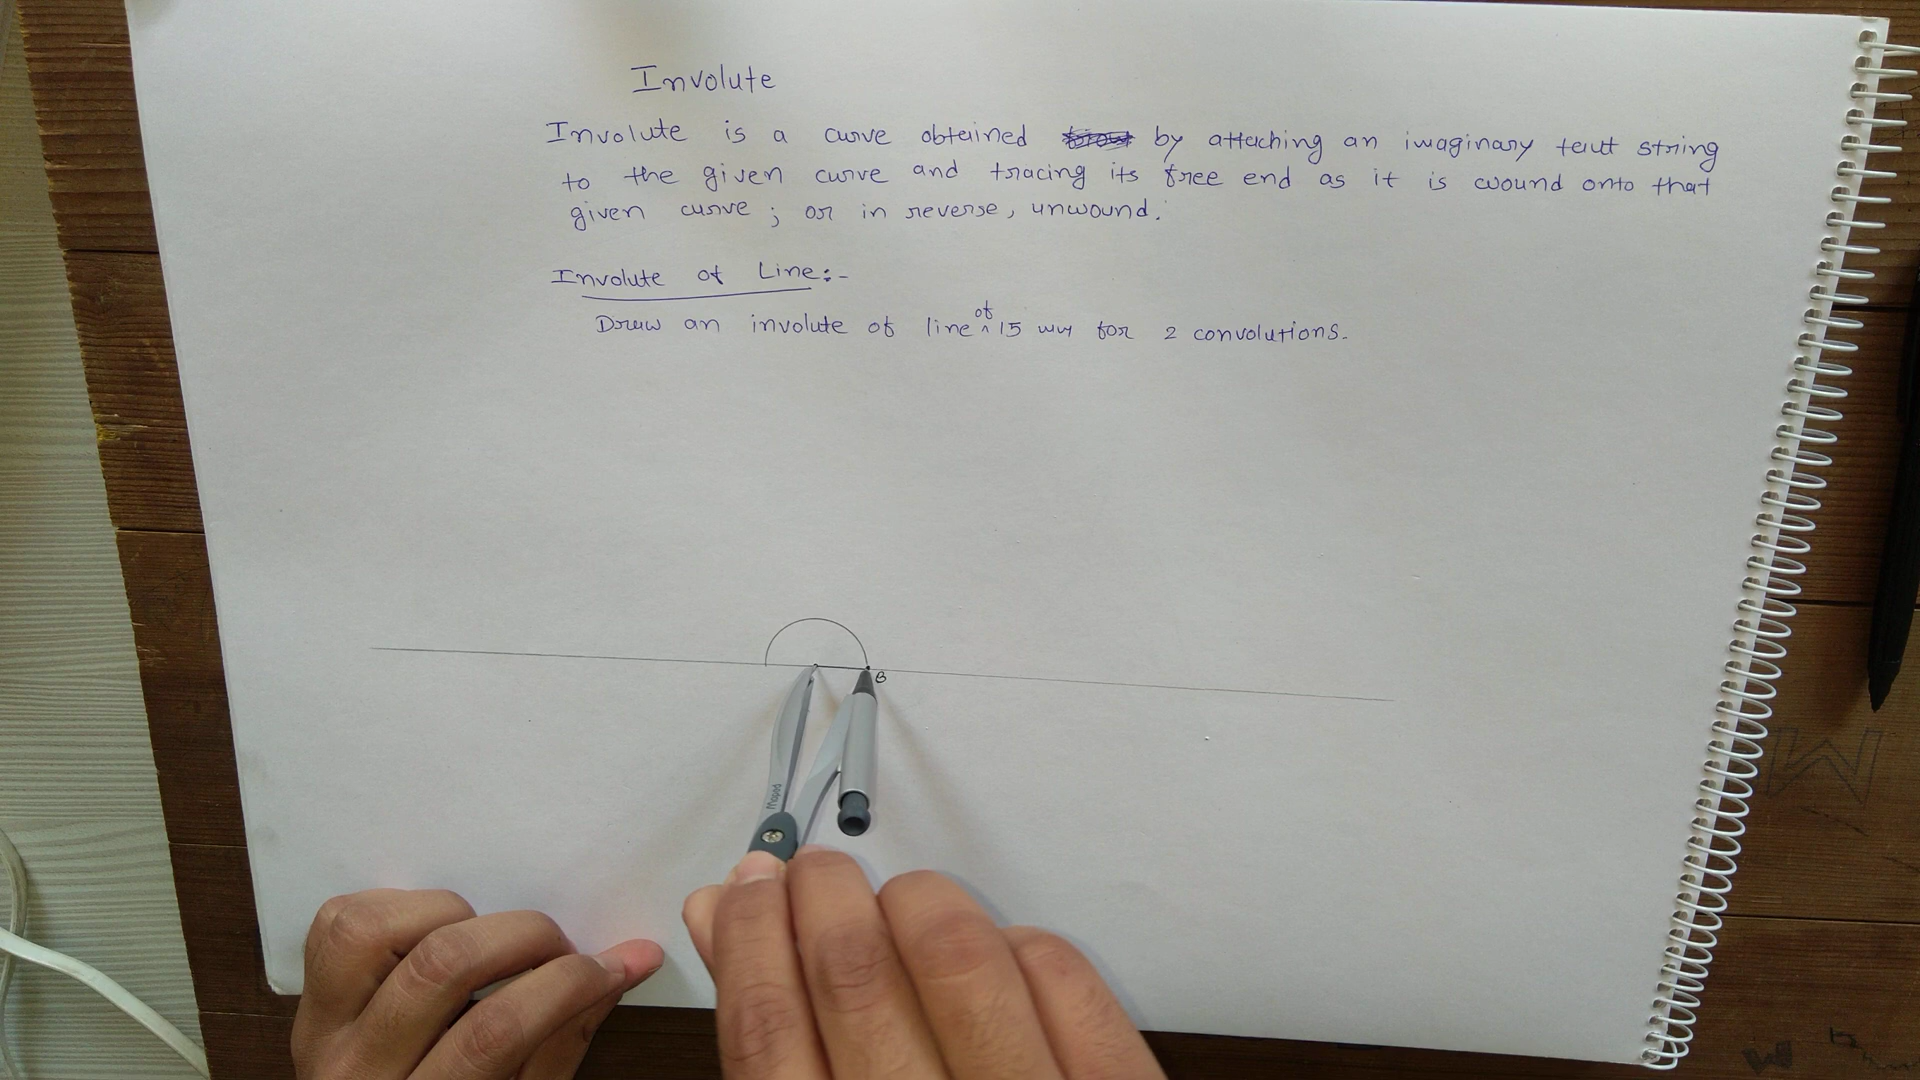 Involute
Involute is a curve obtained by attaching an imaginary taut string
to the given curve and tracing its free end as it is wound onto that
given curve; or in reverse, unwound.
Involute of Line:-
Draw an involute of line of 15 mm for 2 convolutions.
B
Maped